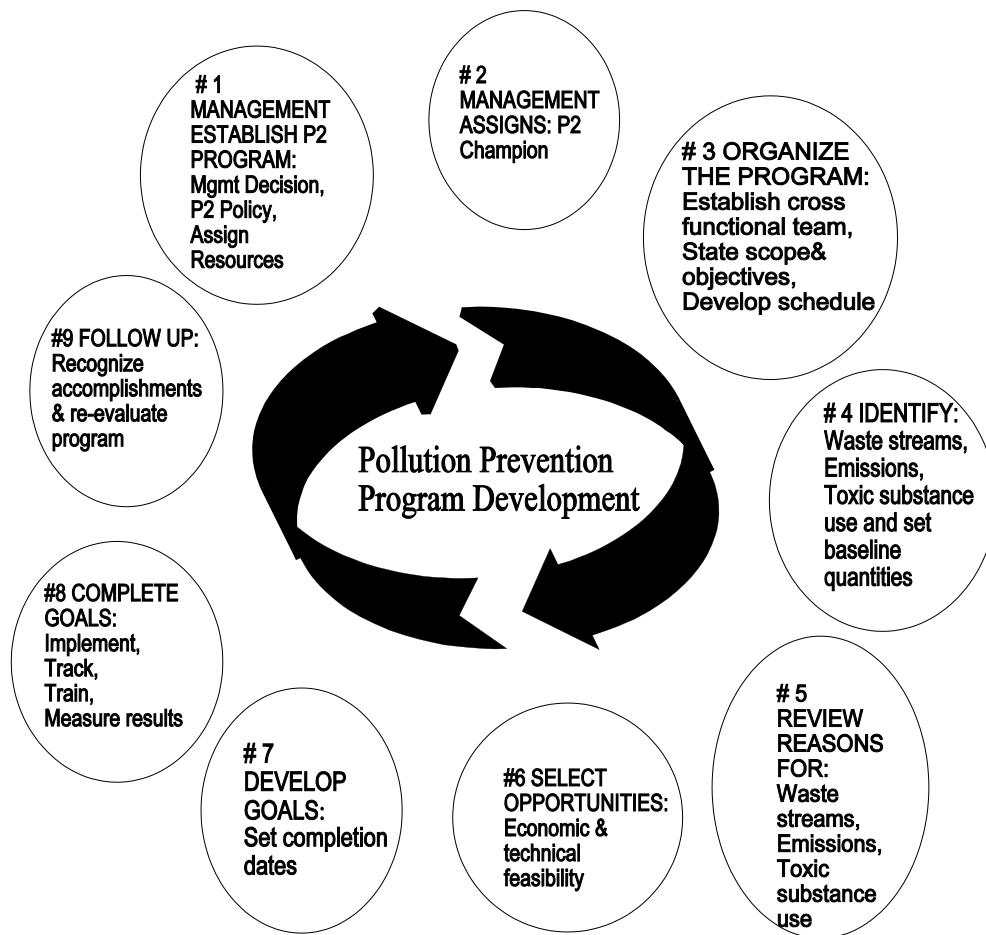 # 1
MANAGEMENT
ESTABLISH P2
PROGRAM:
Mgmt Decision,
P2 Policy,
Assign
Resources
# 2
MANAGEMENT
ASSIGNS: P2
Champion
# 3 ORGANIZE
THE PROGRAM:
Establish cross
functional team,
State scope&
objectives,
Develop schedule
# 4 IDENTIFY:
Waste streams,
Emissions,
Toxic substance
use and set
baseline
quantities
# 5
REVIEW
REASONS
FOR:
Waste
streams,
Emissions,
Toxic
substance
use
#6 SELECT
OPPORTUNITIES:
Economic &
technical
feasibility
# 7
DEVELOP
GOALS:
Set completion
dates
#8 COMPLETE
GOALS:
Implement,
Track,
Train,
Measure results
#9 FOLLOW UP:
Recognize
accomplishments
& re-evaluate
program
Pollution Prevention
Program Development